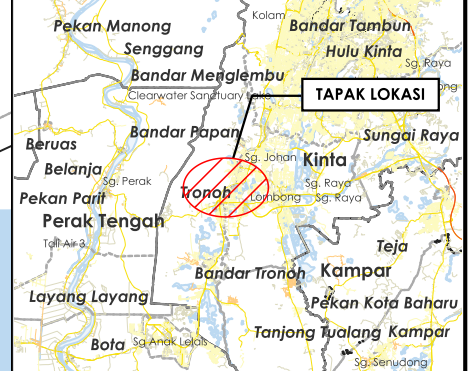 Kolam
Pekan Manong
Bandar Tambun
Senggang
Hulu Kinta
Sg. Raya
Bandar Menglembu
Clearwater Sanctuary Lake
TAPAK LOKASI
Bandar Papan
Sungai Raya
Beruas
Sg. Johan
Kinta
Belanja
Sg. Perak
Sg. Raya
Tronoh
Lombong
Sg. Raya
Pekan Parit
Perak Tengah
Tali Air 3
Teja
Bandar Tronoh
Kampar
Layang Layang
Pekan Kota Baharu
Tanjong Tualang
Kampar
Bota
Sg Anak Lelais
Sg. Senudong